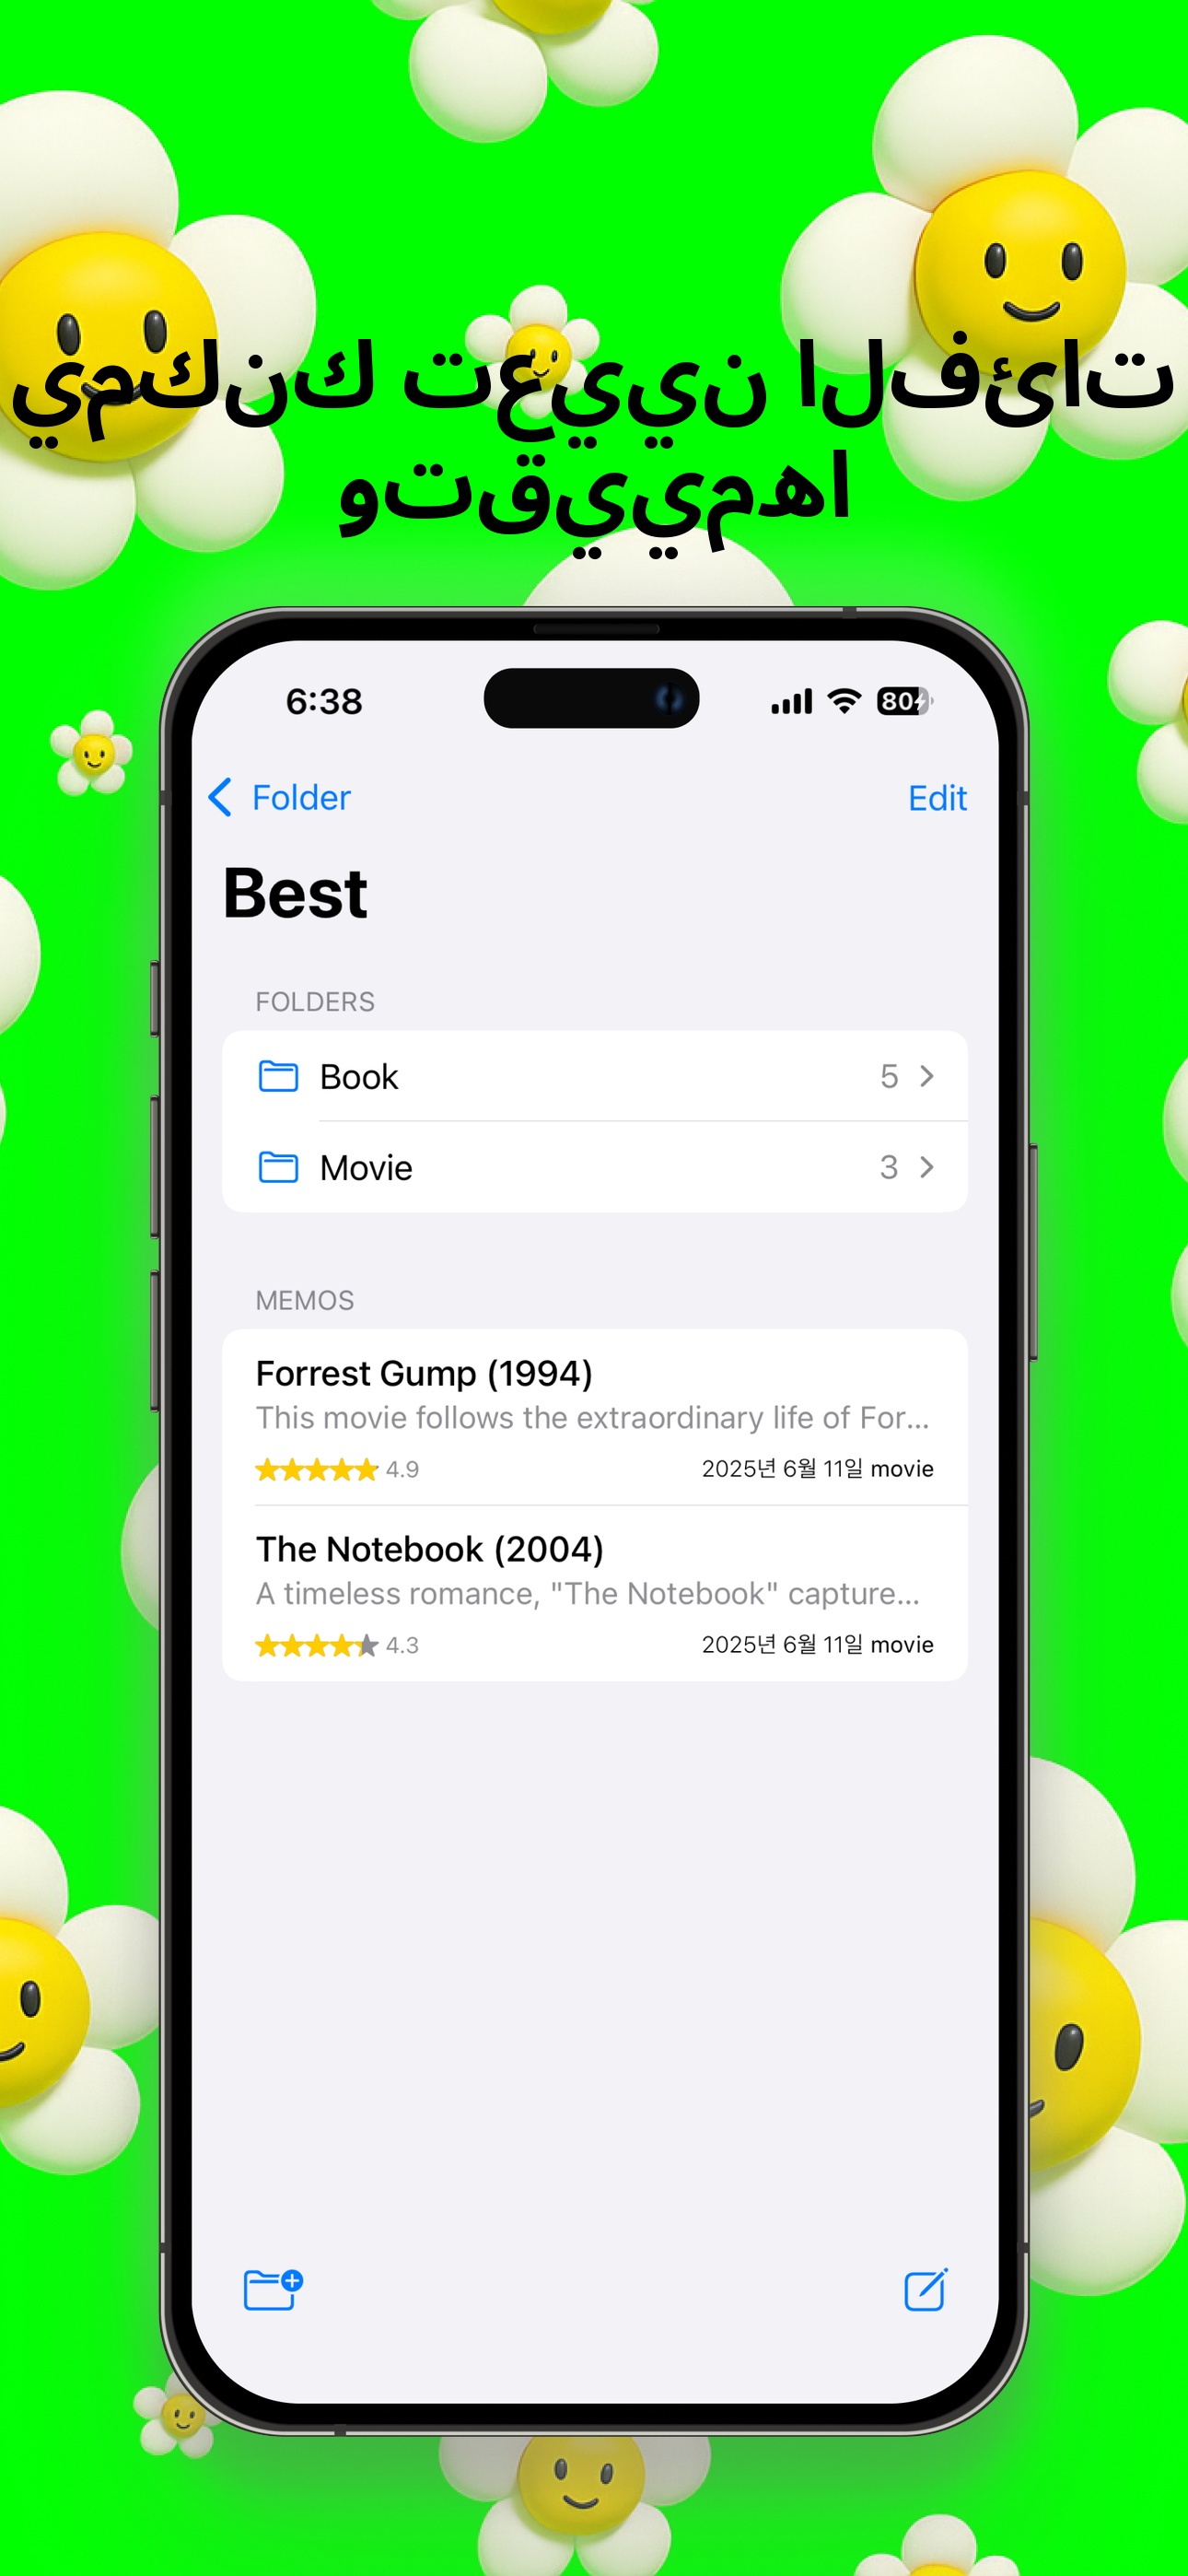 يمكنك تعيين الفئات
وتقييمها
6:38
80
Folder
Edit
Best
FOLDERS
Book 5
Movie 3
MEMOS
Forrest Gump (1994)
This movie follows the extraordinary life of For...
4.9 2025년 6월 11일 movie
The Notebook (2004)
A timeless romance, "The Notebook" capture...
4.3 2025년 6월 11일 movie